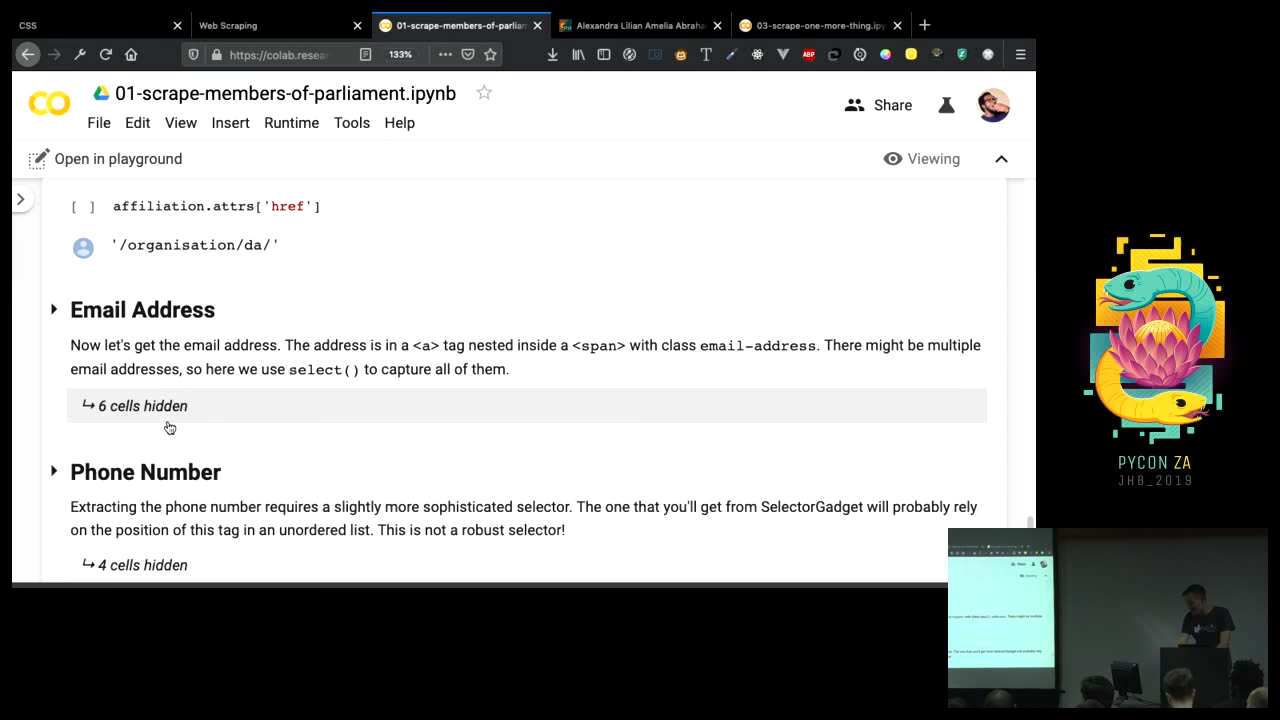 CSS
Web Scraping
01-scrape-members-of-parliam
Alexandra Lilian Amelia Abraha
03-scrape-one-more-thing.ipy
https://colab.resear
133%
ABP
CO
01-scrape-members-of-parliament.ipynb
Share
File Edit View Insert Runtime Tools Help
Open in playground
Viewing
[ ] affiliation.attrs['href']
'/organisation/da/'
Email Address
Now let's get the email address. The address is in a <a> tag nested inside a <span> with class email-address. There might be multiple
email addresses, so here we use select() to capture all of them.
6 cells hidden
Phone Number
Extracting the phone number requires a slightly more sophisticated selector. The one that you'll get from SelectorGadget will probably rely
on the position of this tag in an unordered list. This is not a robust selector!
4 cells hidden
PYCON ZA
JHB_2019